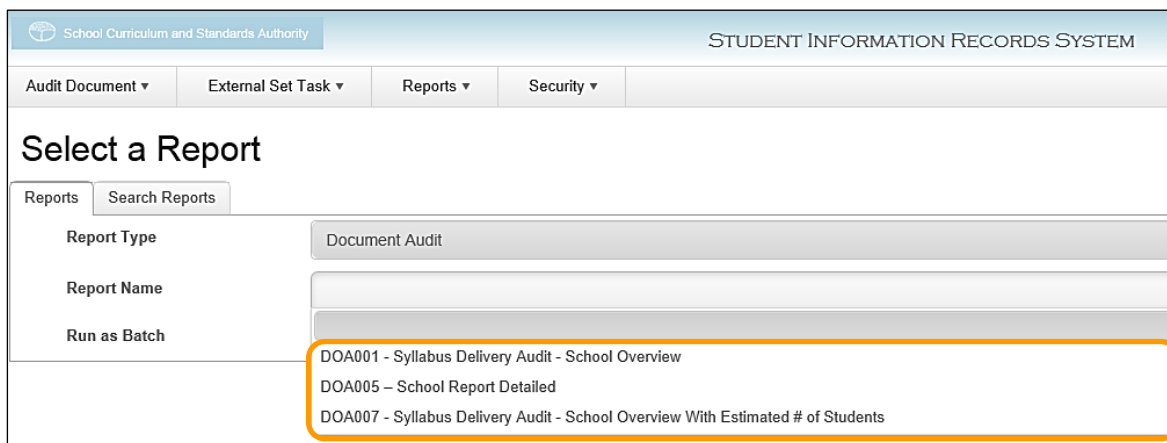 School Curriculum and Standards Authority
STUDENT INFORMATION RECORDS SYSTEM
Audit Document ▾ External Set Task ▾ Reports ▾ Security ▾
Select a Report
Reports Search Reports
Report Type Document Audit
Report Name
Run as Batch
DOA001 - Syllabus Delivery Audit - School Overview
DOA005 – School Report Detailed
DOA007 - Syllabus Delivery Audit - School Overview With Estimated # of Students